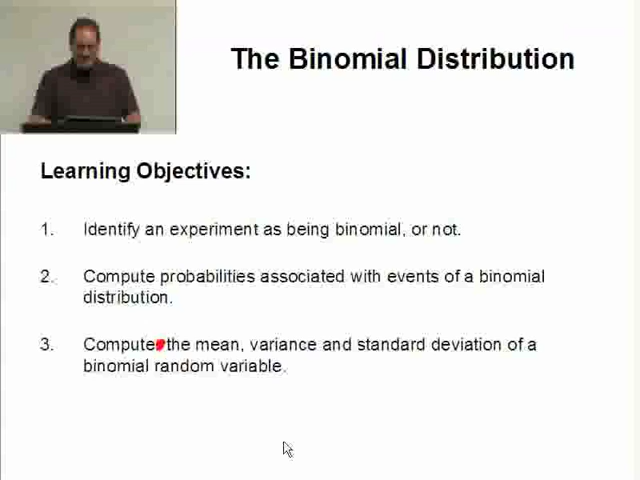 The Binomial Distribution
Learning Objectives:
1. Identify an experiment as being binomial, or not.
2. Compute probabilities associated with events of a binomial
distribution.
3. Compute the mean, variance and standard deviation of a
binomial random variable.